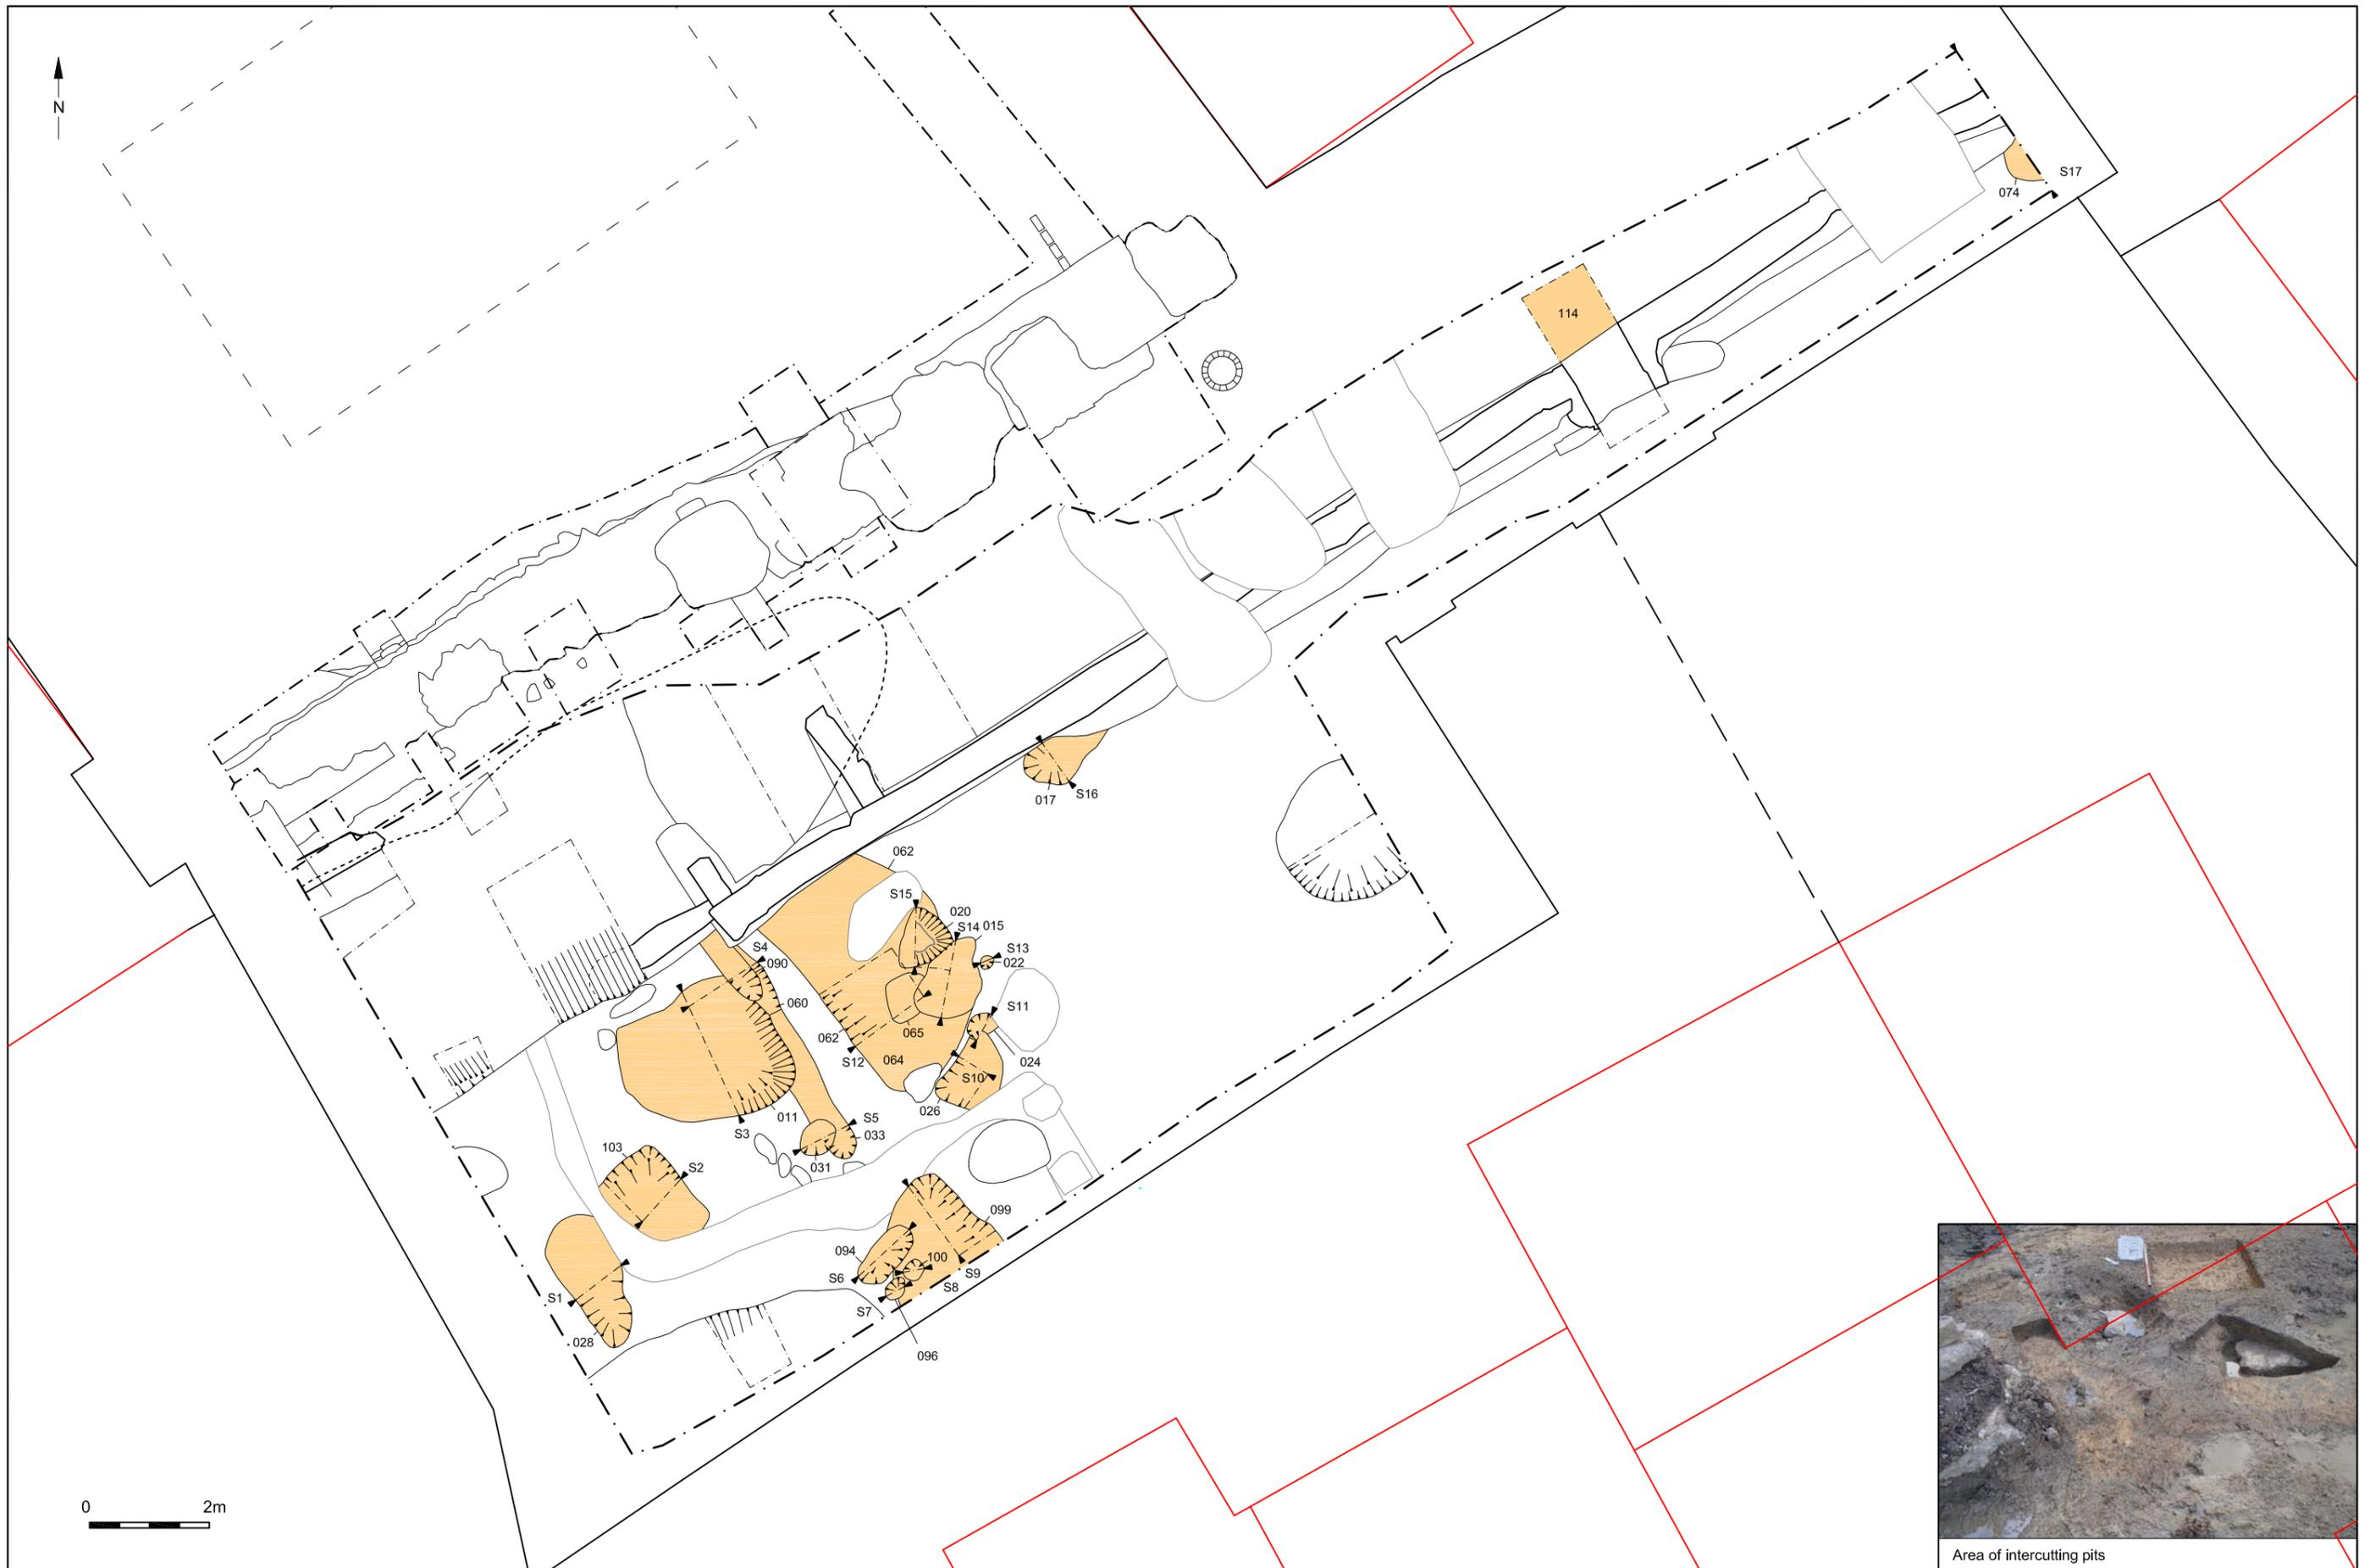 N
S17
074
114
S16
017
062
S15
020
S14
015
S13
022
S4
090
S11
060
065
062
S12
064
024
S10
026
011
S3
S5
033
031
103
S2
099
094
100
S6
S9
S8
S1
S7
028
096
0 2m
Area of intercutting pits